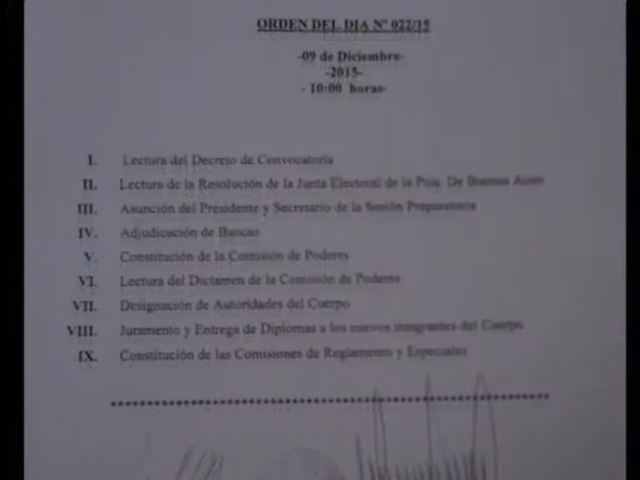 ORDEN DEL DIA Nº 022/15
-09 de Diciembre-
-2015-
- 10:00 horas-
I. Lectura del Decreto de Convocatoria
II. Lectura de la Resolución de la Junta Electoral de la Pcia. De Buenos Aires
III. Asunción del Presidente y Secretario de la Sesión Preparatoria
IV. Adjudicación de Bancas
V. Constitución de la Comisión de Poderes
VI. Lectura del Dictamen de la Comisión de Poderes
VII. Designación de Autoridades del Cuerpo
VIII. Juramento y Entrega de Diplomas a los nuevos integrantes del Cuerpo
IX. Constitución de las Comisiones de Reglamento y Especiales